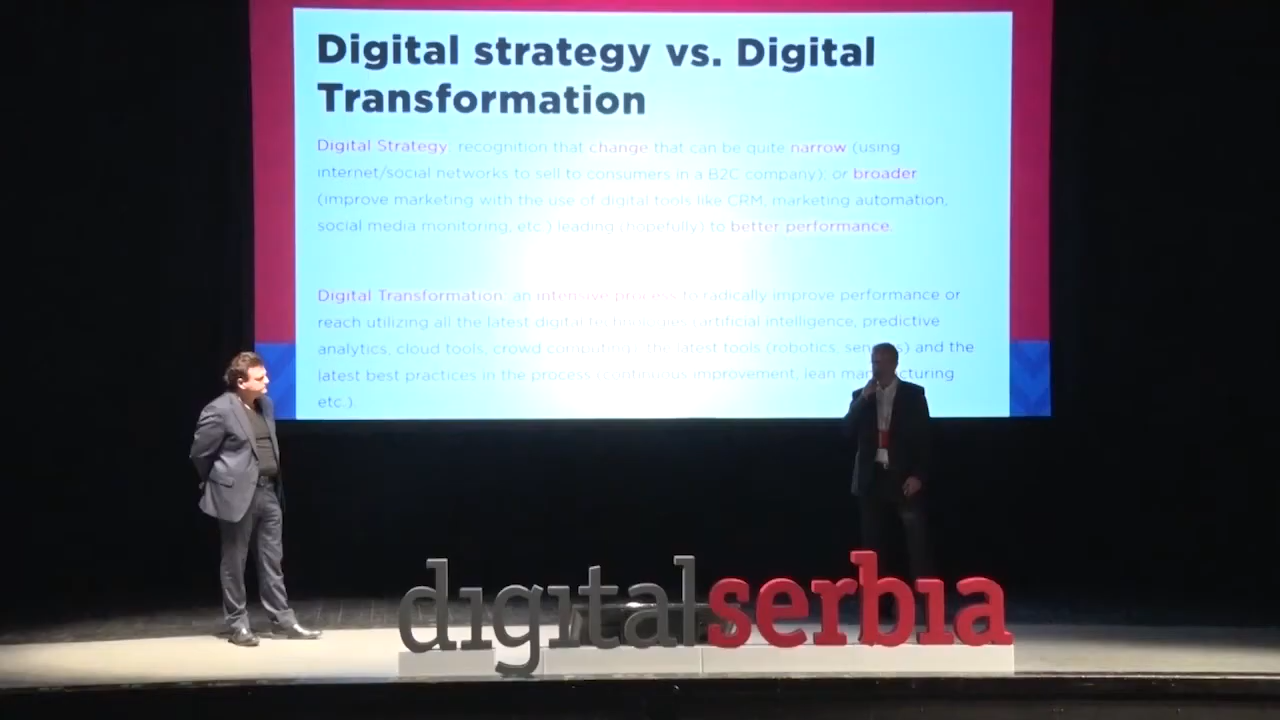 Digital strategy vs. Digital
Transformation
Digital Strategy: recognition that change that can be quite narrow (using
internet/social networks to sell to consumers in a B2C company); or broader
(improve marketing with the use of digital tools like CRM, marketing automation,
social media monitoring, etc.) leading (hopefully) to better performance.
Digital Transformation: an intensive process to radically improve performance or
reach utilizing all the latest digital technologies (artificial intelligence, predictive
analytics, cloud tools, crowd computing), the latest tools (robotics, and the
latest best practices in the process (continuous improvement, lean
etc.).
digitalserbia